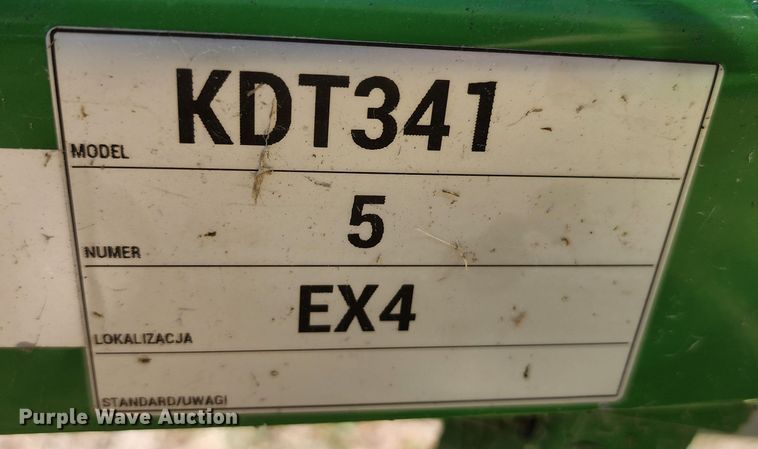 MODEL KDT341
NUMER 5
LOKALIZACJA EX4
STANDARD/UWAGI
Purple Wave Auction